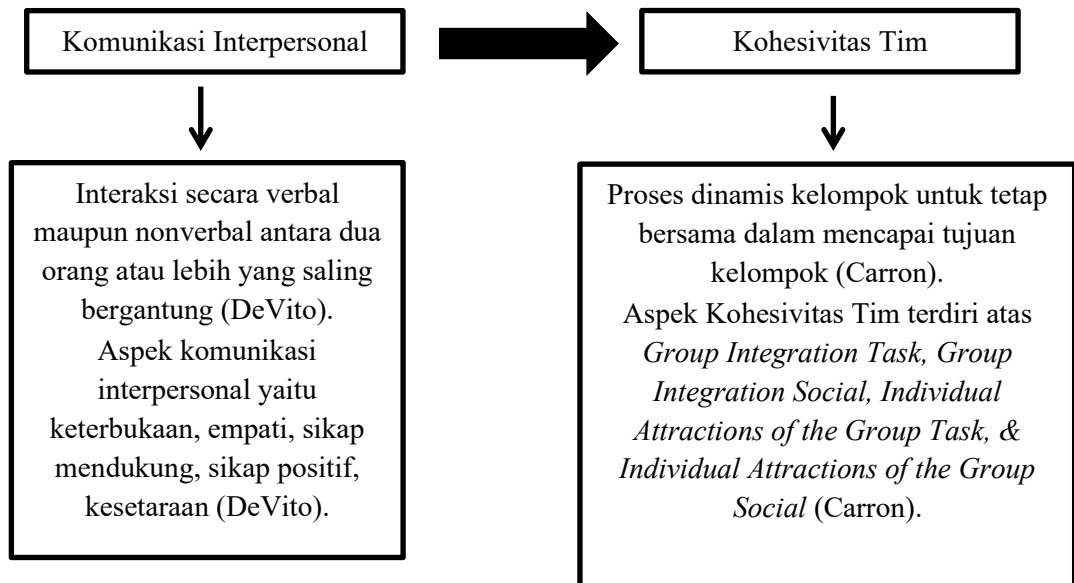 Komunikasi Interpersonal
Kohesivitas Tim
Interaksi secara verbal
maupun nonverbal antara dua
orang atau lebih yang saling
bergantung (DeVito).
Aspek komunikasi
interpersonal yaitu
keterbukaan, empati, sikap
mendukung, sikap positif,
kesetaraan (DeVito).
Proses dinamis kelompok untuk tetap
bersama dalam mencapai tujuan
kelompok (Carron).
Aspek Kohesivitas Tim terdiri atas
Group Integration Task, Group
Integration Social, Individual
Attractions of the Group Task, &
Individual Attractions of the Group
Social (Carron).